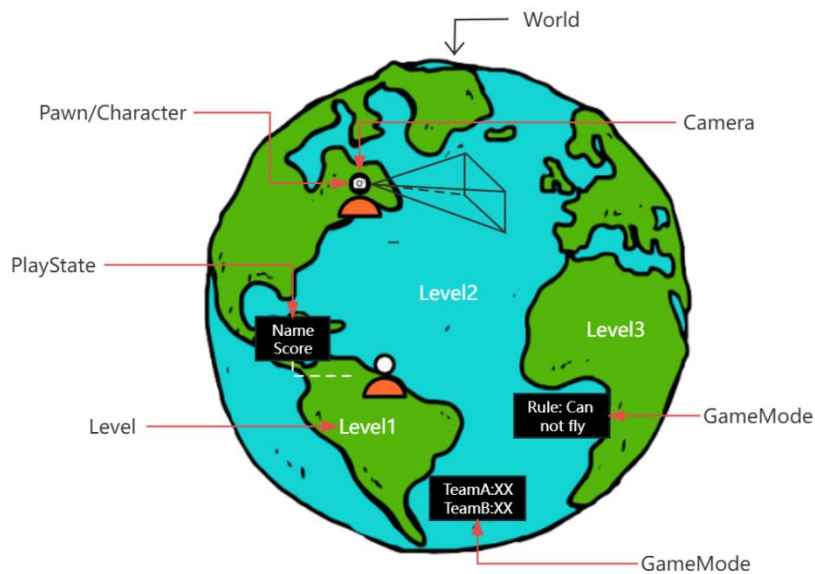 World
Pawn/Character
Camera
PlayState
Level2
Name
Score
Level3
Rule: Can
not fly
GameMode
Level
Level1
TeamA:XX
TeamB:XX
GameMode